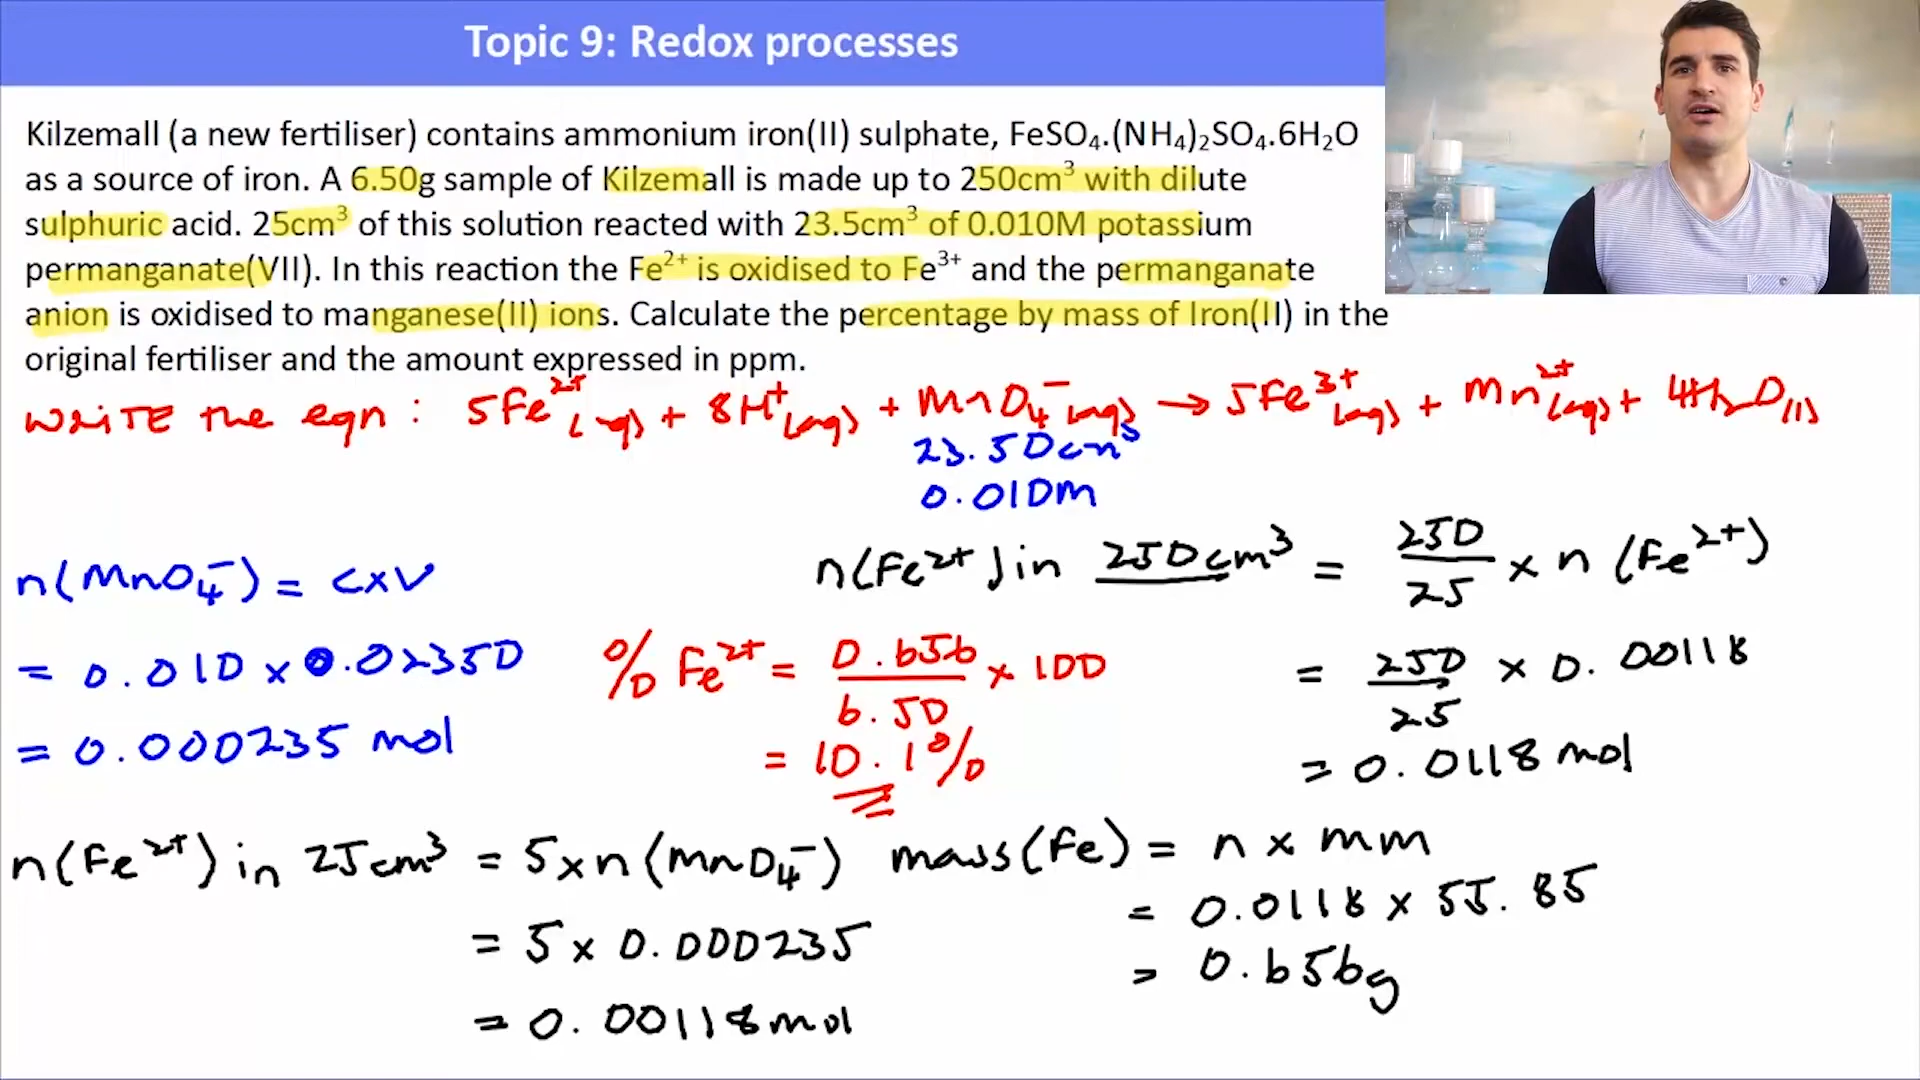 Topic 9: Redox processes
Kilzemall (a new fertiliser) contains ammonium iron(II) sulphate, FeSO₄.(NH₄)₂SO₄.6H₂O
as a source of iron. A 6.50g sample of Kilzemall is made up to 250cm³ with dilute
sulphuric acid. 25cm³ of this solution reacted with 23.5cm³ of 0.010M potassium
permanganate(VII). In this reaction the Fe²⁺ is oxidised to Fe³⁺ and the permanganate
anion is oxidised to manganese(II) ions. Calculate the percentage by mass of Iron(II) in the
original fertiliser and the amount expressed in ppm.
WRITE the eqn : 5Fe²⁺(aq) + 8H⁺(aq) + MnO₄⁻(aq) → 5Fe³⁺(aq) + Mn²⁺(aq) + 4H₂O(l)
23.50cm³
0.010M
n(MnO₄⁻) = C×V
= 0.010 × 0.02350
= 0.000235 mol
n(Fe²⁺) in 25cm³ = 5×n(MnO₄⁻)
= 5 × 0.000235
= 0.00118mol
n(Fe²⁺) in 250cm³ = 250/25 × n(Fe²⁺)
= 250/25 × 0.00118
= 0.0118 mol
mass(Fe) = n × mm
= 0.0118 × 55.85
= 0.656g
% Fe²⁺ = 0.656/6.50 × 100
= 10.1%